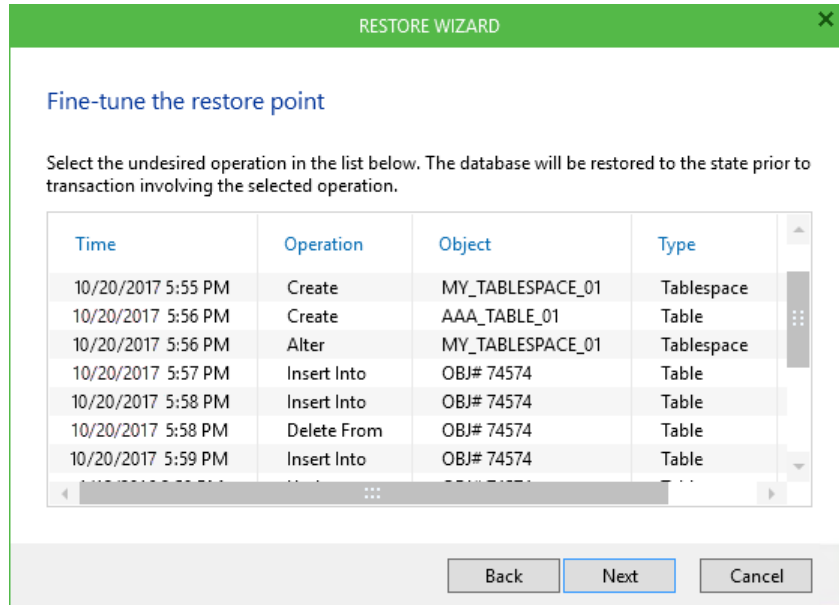 RESTORE WIZARD
Fine-tune the restore point
Select the undesired operation in the list below. The database will be restored to the state prior to
transaction involving the selected operation.
Time Operation Object Type
10/20/2017 5:55 PM Create MY_TABLESPACE_01 Tablespace
10/20/2017 5:56 PM Create AAA_TABLE_01 Table
10/20/2017 5:56 PM Alter MY_TABLESPACE_01 Tablespace
10/20/2017 5:57 PM Insert Into OBJ# 74574 Table
10/20/2017 5:58 PM Insert Into OBJ# 74574 Table
10/20/2017 5:58 PM Delete From OBJ# 74574 Table
10/20/2017 5:59 PM Insert Into OBJ# 74574 Table
Back Next Cancel